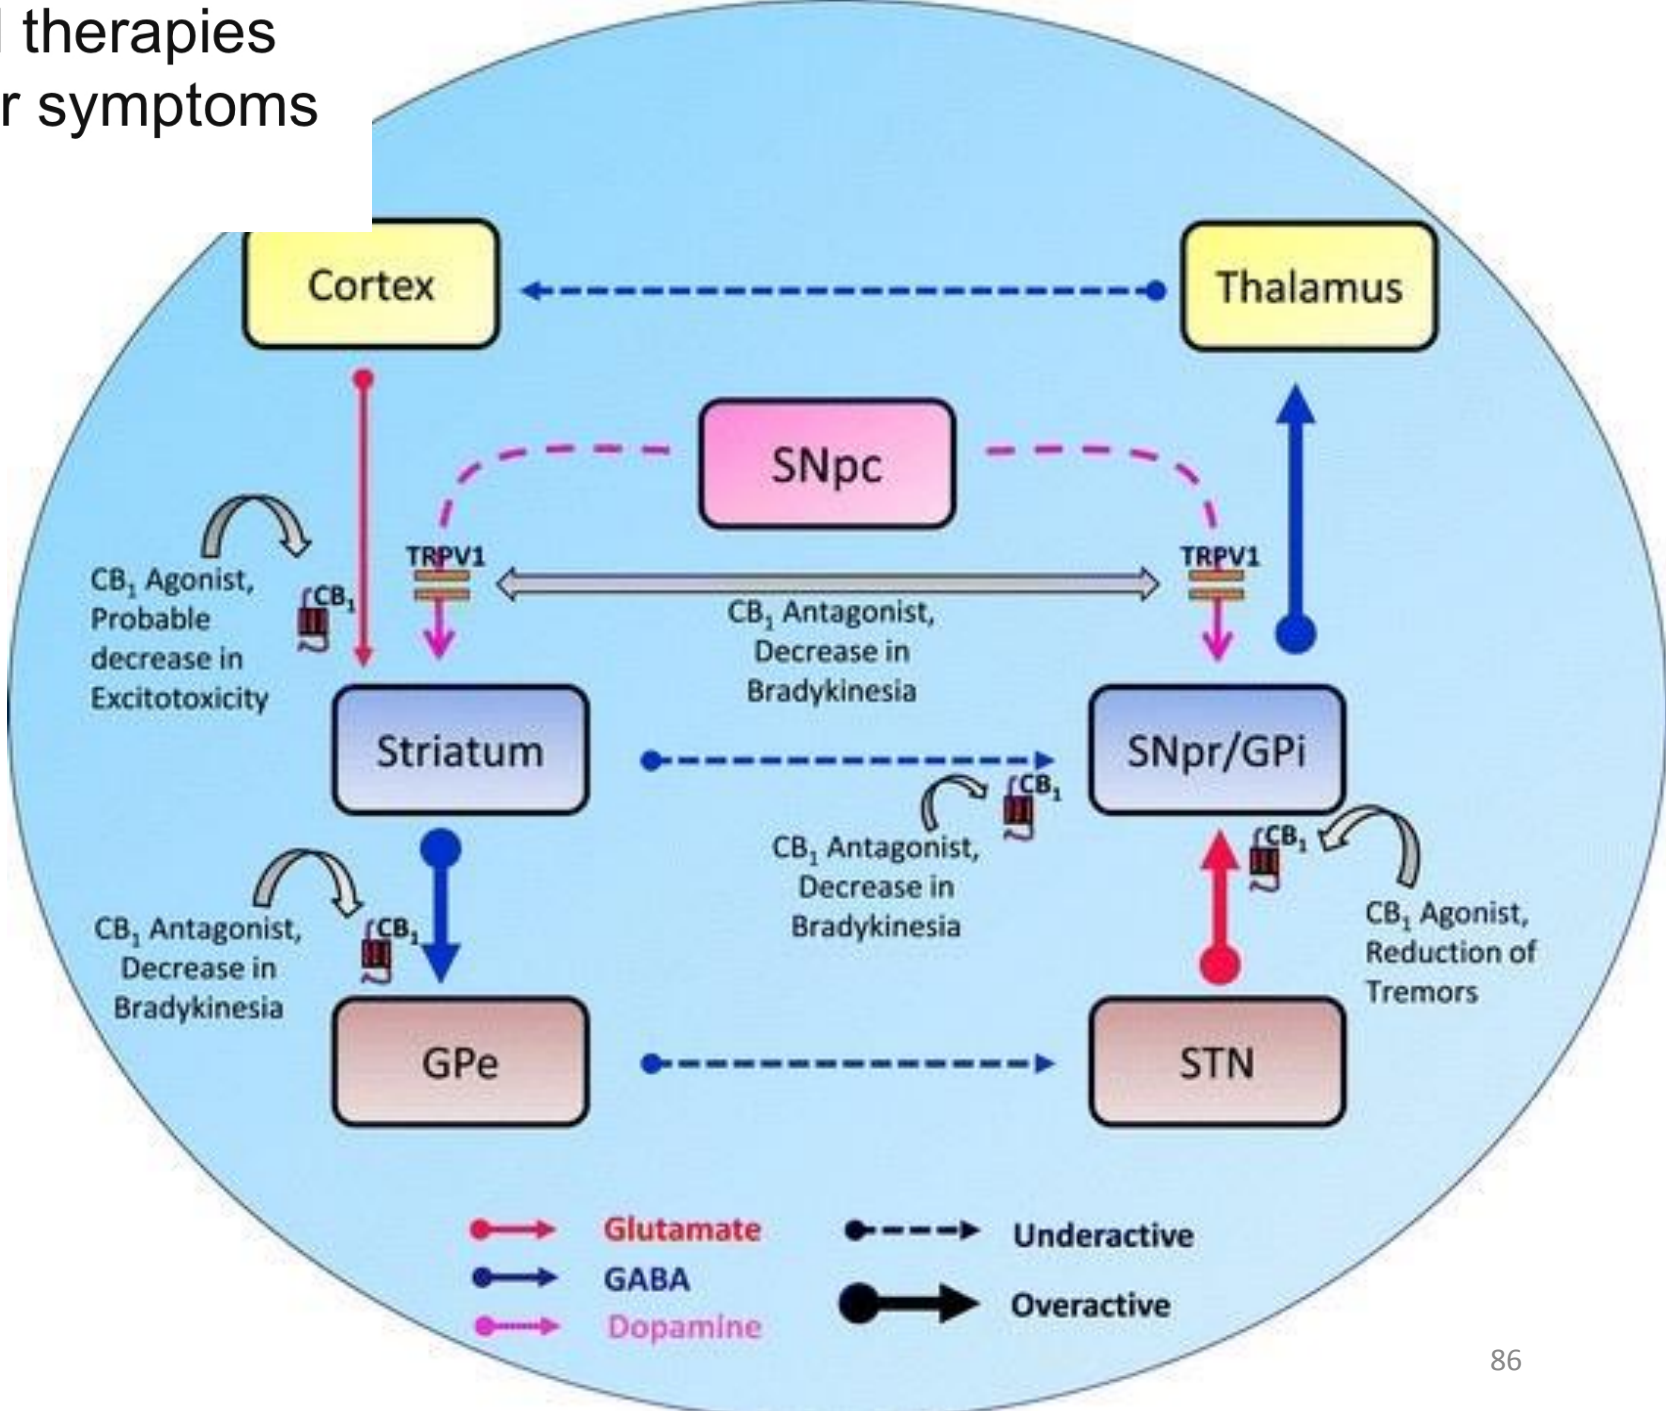 l therapies
r symptoms
Cortex
Thalamus
SNpc
TRPV1
TRPV1
CB₁ Agonist,
Probable
decrease in
Excitotoxicity
CB₁
CB₁ Antagonist,
Decrease in
Bradykinesia
Striatum
SNpr/GPi
CB₁
CB₁ Antagonist,
Decrease in
Bradykinesia
CB₁
CB₁ Agonist,
Reduction of
Tremors
CB₁ Antagonist,
Decrease in
Bradykinesia
CB₁
GPe
STN
Glutamate
GABA
Dopamine
Underactive
Overactive
86